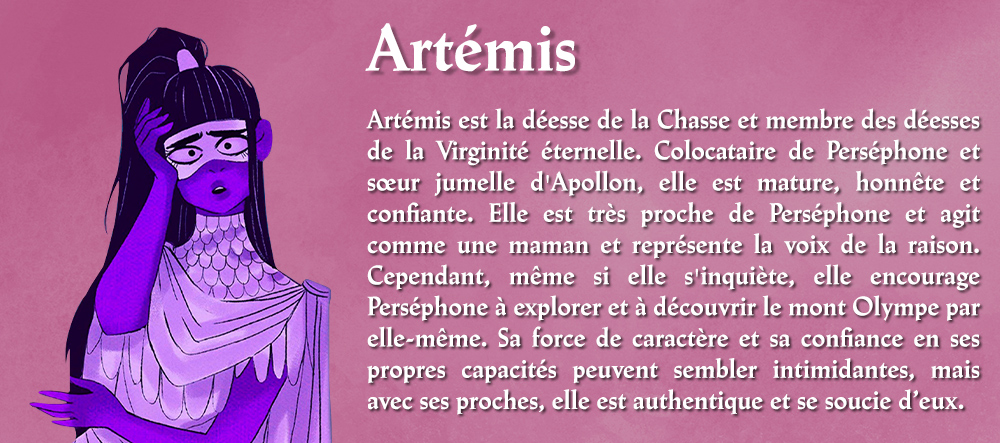 Artémis
Artémis est la déesse de la Chasse et membre des déesses
de la Virginité éternelle. Colocataire de Perséphone et
sœur jumelle d'Apollon, elle est mature, honnête et
confiante. Elle est très proche de Perséphone et agit
comme une maman et représente la voix de la raison.
Cependant, même si elle s'inquiète, elle encourage
Perséphone à explorer et à découvrir le mont Olympe par
elle-même. Sa force de caractère et sa confiance en ses
propres capacités peuvent sembler intimidantes, mais
avec ses proches, elle est authentique et se soucie d’eux.